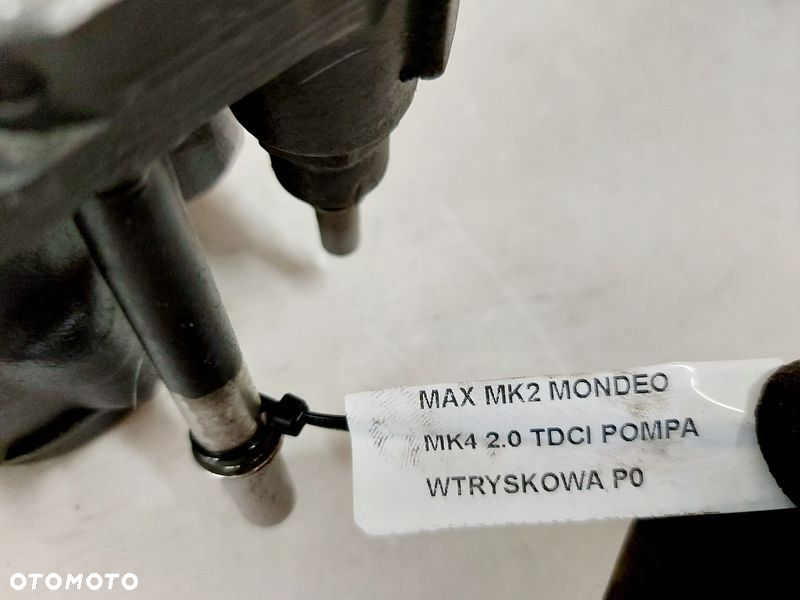 MAX MK2 MONDEO
MK4 2.0 TDCI POMPA
WTRYSKOWA P0
OTOMOTO